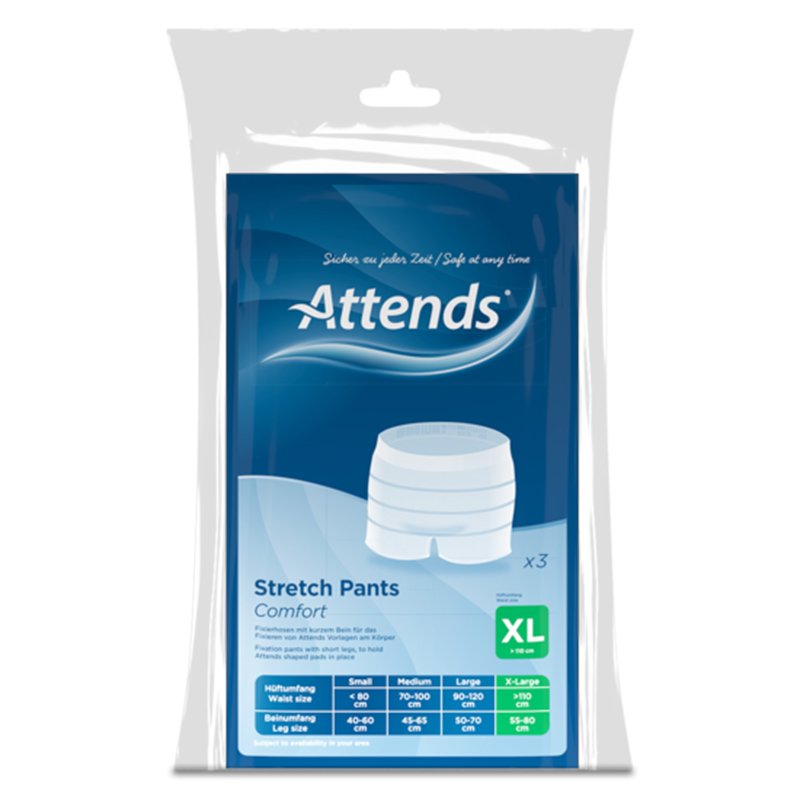 Sicher zu jeder Zeit / Safe at any time
Attends
x3
Stretch Pants
Comfort
Hüftumfang
Waist size
XL
> 110 cm
Fixierhosen mit kurzem Bein für das
Fixieren von Attends Vorlagen am Körper
Fixation pants with short legs, to hold
Attends shaped pads in place
Small Medium Large X-Large
Hüftumfang
Waist size
< 80 cm 70-100 cm 90-120 cm >110 cm
Beinumfang
Leg size
40-60 cm 45-65 cm 50-70 cm 55-80 cm
Subject to availability in your area